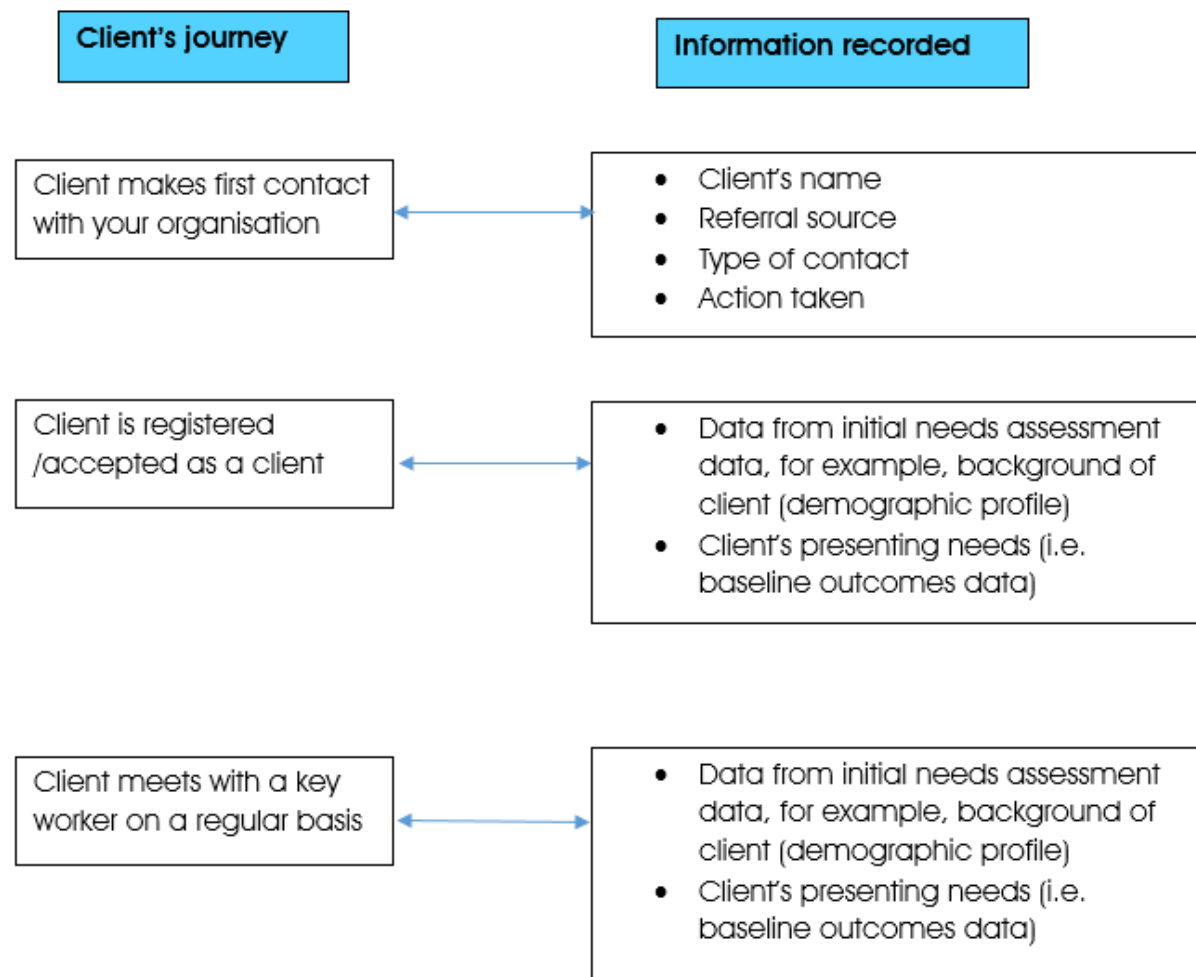 Client's journey
Information recorded
Client makes first contact
with your organisation
• Client's name
• Referral source
• Type of contact
• Action taken
Client is registered
/accepted as a client
• Data from initial needs assessment
data, for example, background of
client (demographic profile)
• Client's presenting needs (i.e.
baseline outcomes data)
Client meets with a key
worker on a regular basis
• Data from initial needs assessment
data, for example, background of
client (demographic profile)
• Client's presenting needs (i.e.
baseline outcomes data)